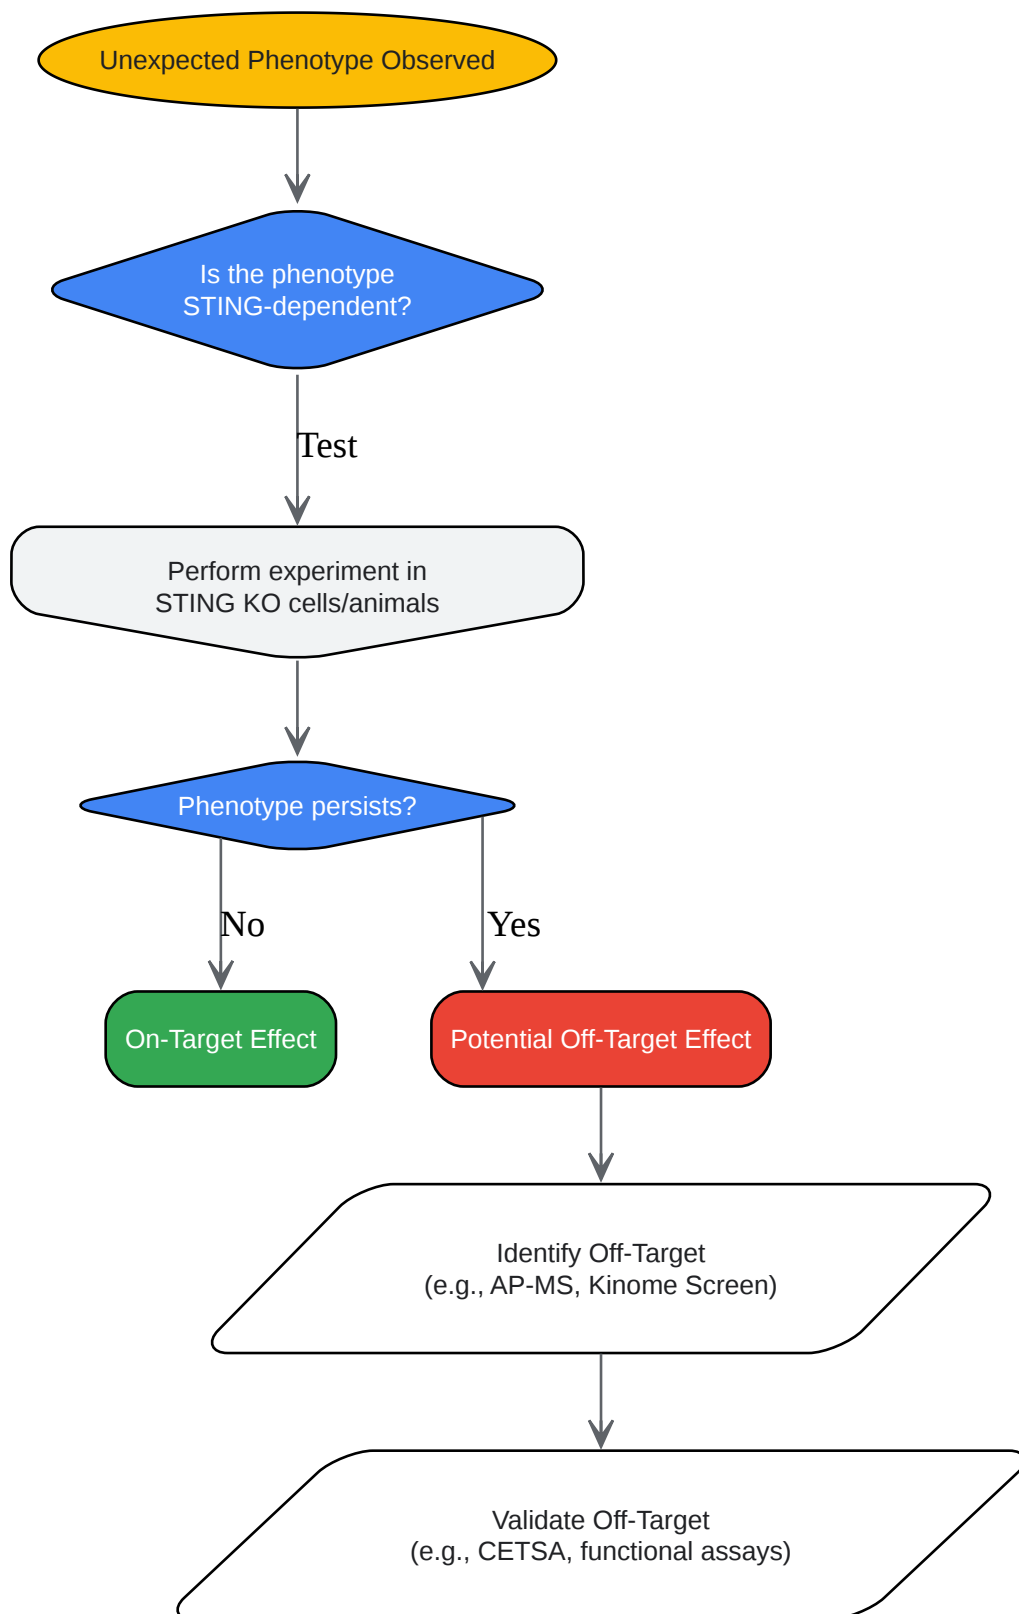 Unexpected Phenotype Observed
Is the phenotype
STING-dependent?
Test
Perform experiment in
STING KO cells/animals
Phenotype persists?
No
Yes
On-Target Effect
Potential Off-Target Effect
Identify Off-Target
(e.g., AP-MS, Kinome Screen)
Validate Off-Target
(e.g., CETSA, functional assays)